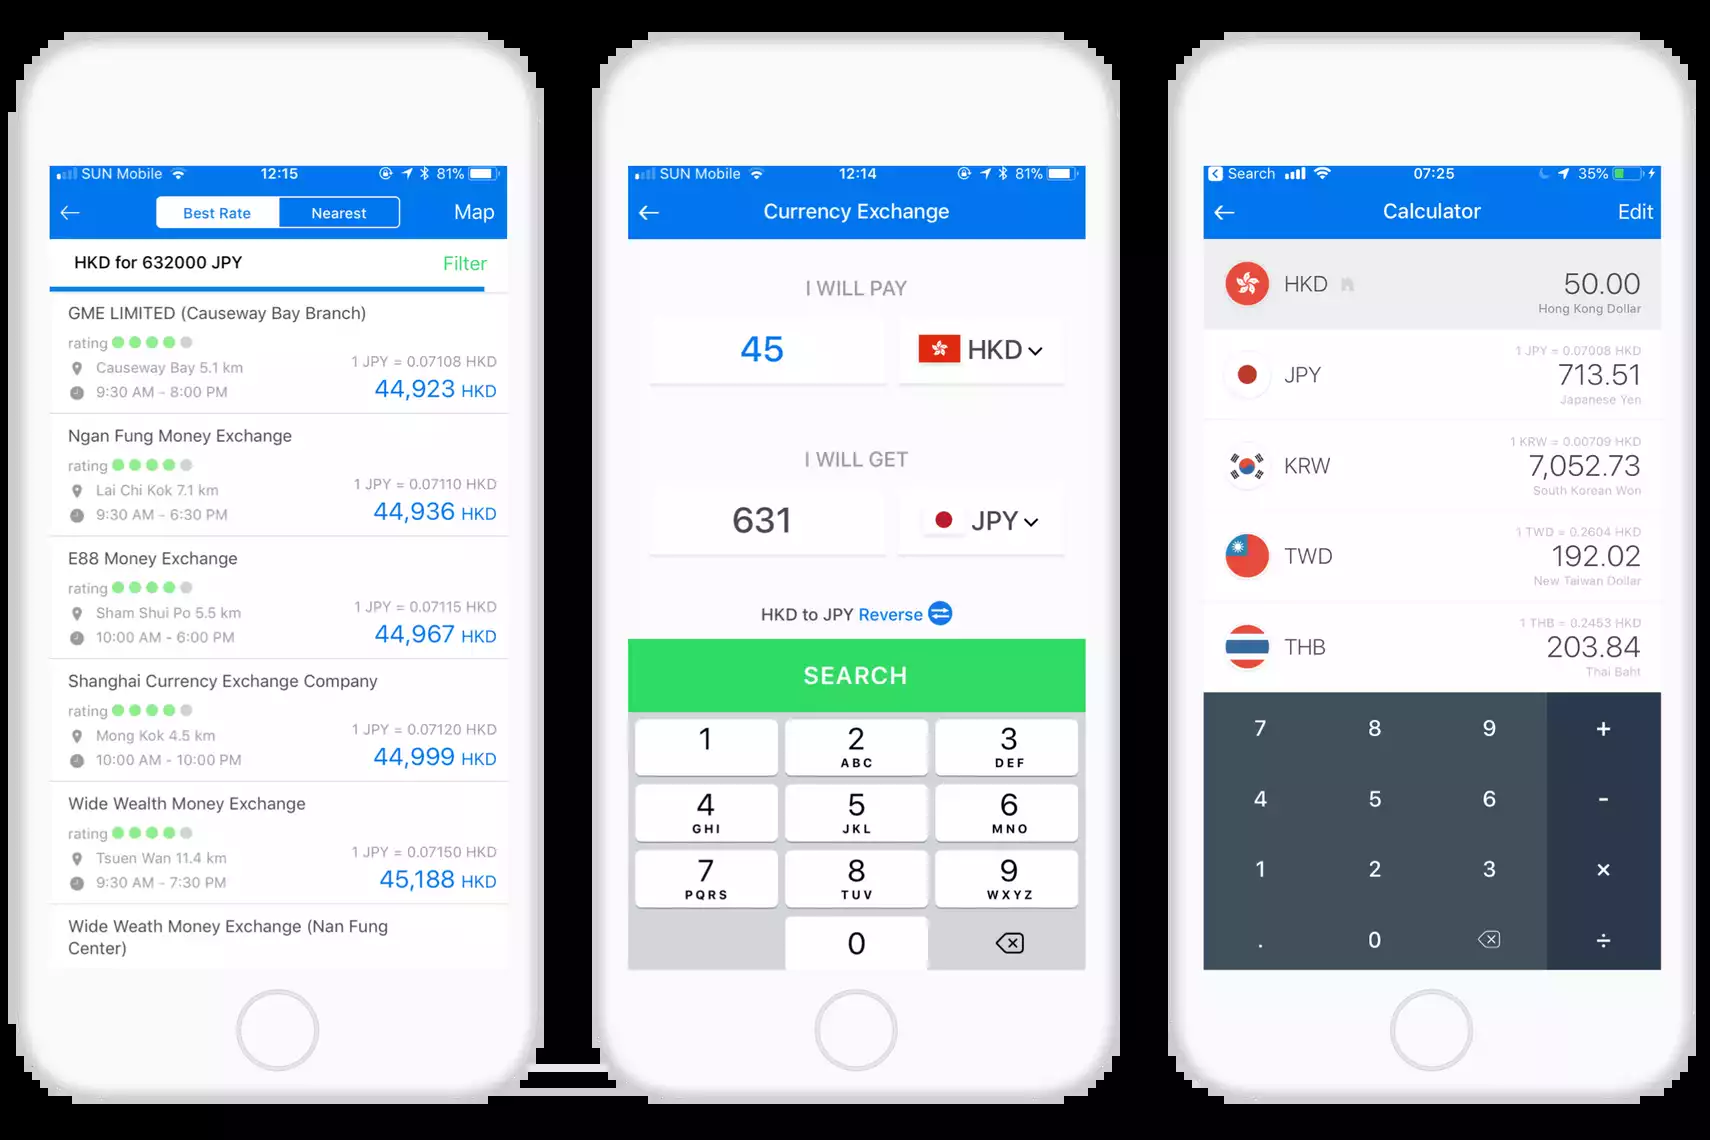 SUN Mobile 12:15 81%
Best Rate Nearest Map
HKD for 632000 JPY Filter
GME LIMITED (Causeway Bay Branch)
rating
1 JPY = 0.07108 HKD
Causeway Bay 5.1 km
44,923 HKD
9:30 AM - 8:00 PM
Ngan Fung Money Exchange
rating
1 JPY = 0.07110 HKD
Lai Chi Kok 7.1 km
44,936 HKD
9:30 AM - 6:30 PM
E88 Money Exchange
rating
1 JPY = 0.07115 HKD
Sham Shui Po 5.5 km
44,967 HKD
10:00 AM - 6:00 PM
Shanghai Currency Exchange Company
rating
1 JPY = 0.07120 HKD
Mong Kok 4.5 km
44,999 HKD
10:00 AM - 10:00 PM
Wide Wealth Money Exchange
rating
1 JPY = 0.07150 HKD
Tsuen Wan 11.4 km
45,188 HKD
9:30 AM - 7:30 PM
Wide Weath Money Exchange (Nan Fung
Center)
SUN Mobile 12:14 81%
Currency Exchange
I WILL PAY
45 HKD
I WILL GET
631 JPY
HKD to JPY Reverse
SEARCH
1 2 3
ABC DEF
4 5 6
GHI JKL MNO
7 8 9
PQRS TUV WXYZ
0
Search 07:25 35%
Calculator Edit
HKD 50.00
Hong Kong Dollar
1 JPY = 0.07008 HKD
JPY 713.51
Japanese Yen
1 KRW = 0.00709 HKD
KRW 7,052.73
South Korean Won
1 TWD = 0.2604 HKD
TWD 192.02
New Taiwan Dollar
1 THB = 0.2453 HKD
THB 203.84
Thai Baht
7 8 9 +
4 5 6 -
1 2 3 ×
. 0 ÷